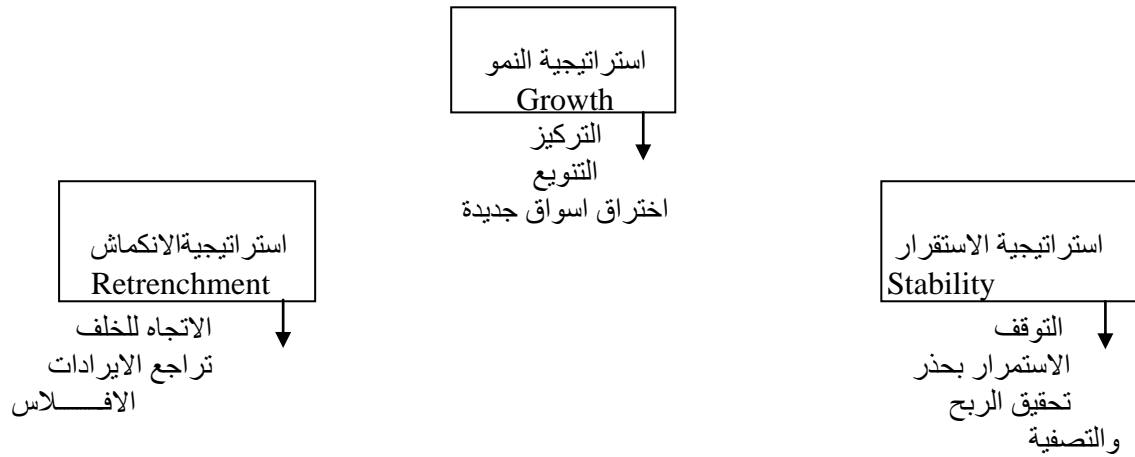 استراتيجية النمو
Growth
التركيز
التنويع
اختراق اسواق جديدة
استراتيجية الاستقرار
Stability
التوقف
الاستمرار بحذر
تحقيق الربح
والتصفية
استراتيجيةالانكماش
Retrenchment
الاتجاه للخلف
تراجع الايرادات
الافــــــلاس